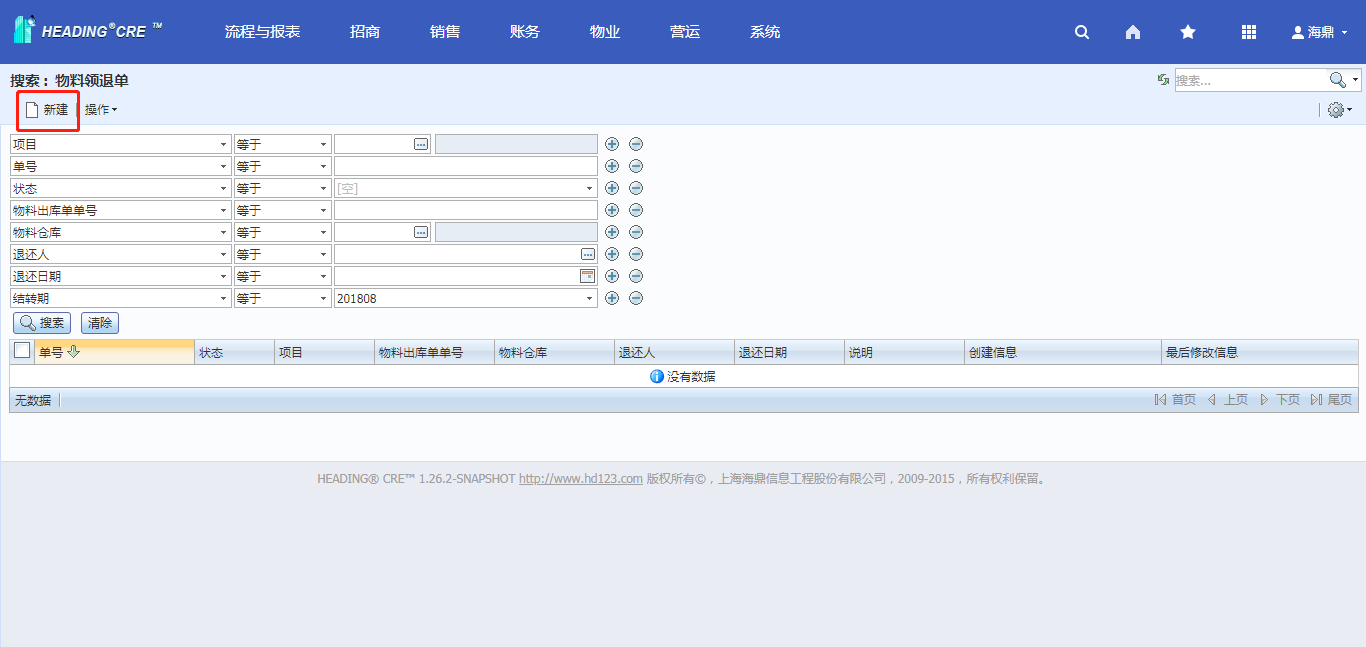 HEADING®CRE ™ 流程与报表 招商 销售 账务 物业 营运 系统 海鼎
搜索： 物料领退单 搜索...
新建 操作
项目 等于
单号 等于
状态 等于 [空]
物料出库单单号 等于
物料仓库 等于
退还人 等于
退还日期 等于
结转期 等于 201808
搜索 清除
单号 状态 项目 物料出库单单号 物料仓库 退还人 退还日期 说明 创建信息 最后修改信息
没有数据
无数据 首页 上页 下页 尾页
HEADING® CRE™ 1.26.2-SNAPSHOT http://www.hd123.com 版权所有©，上海海鼎信息工程股份有限公司，2009-2015，所有权利保留。